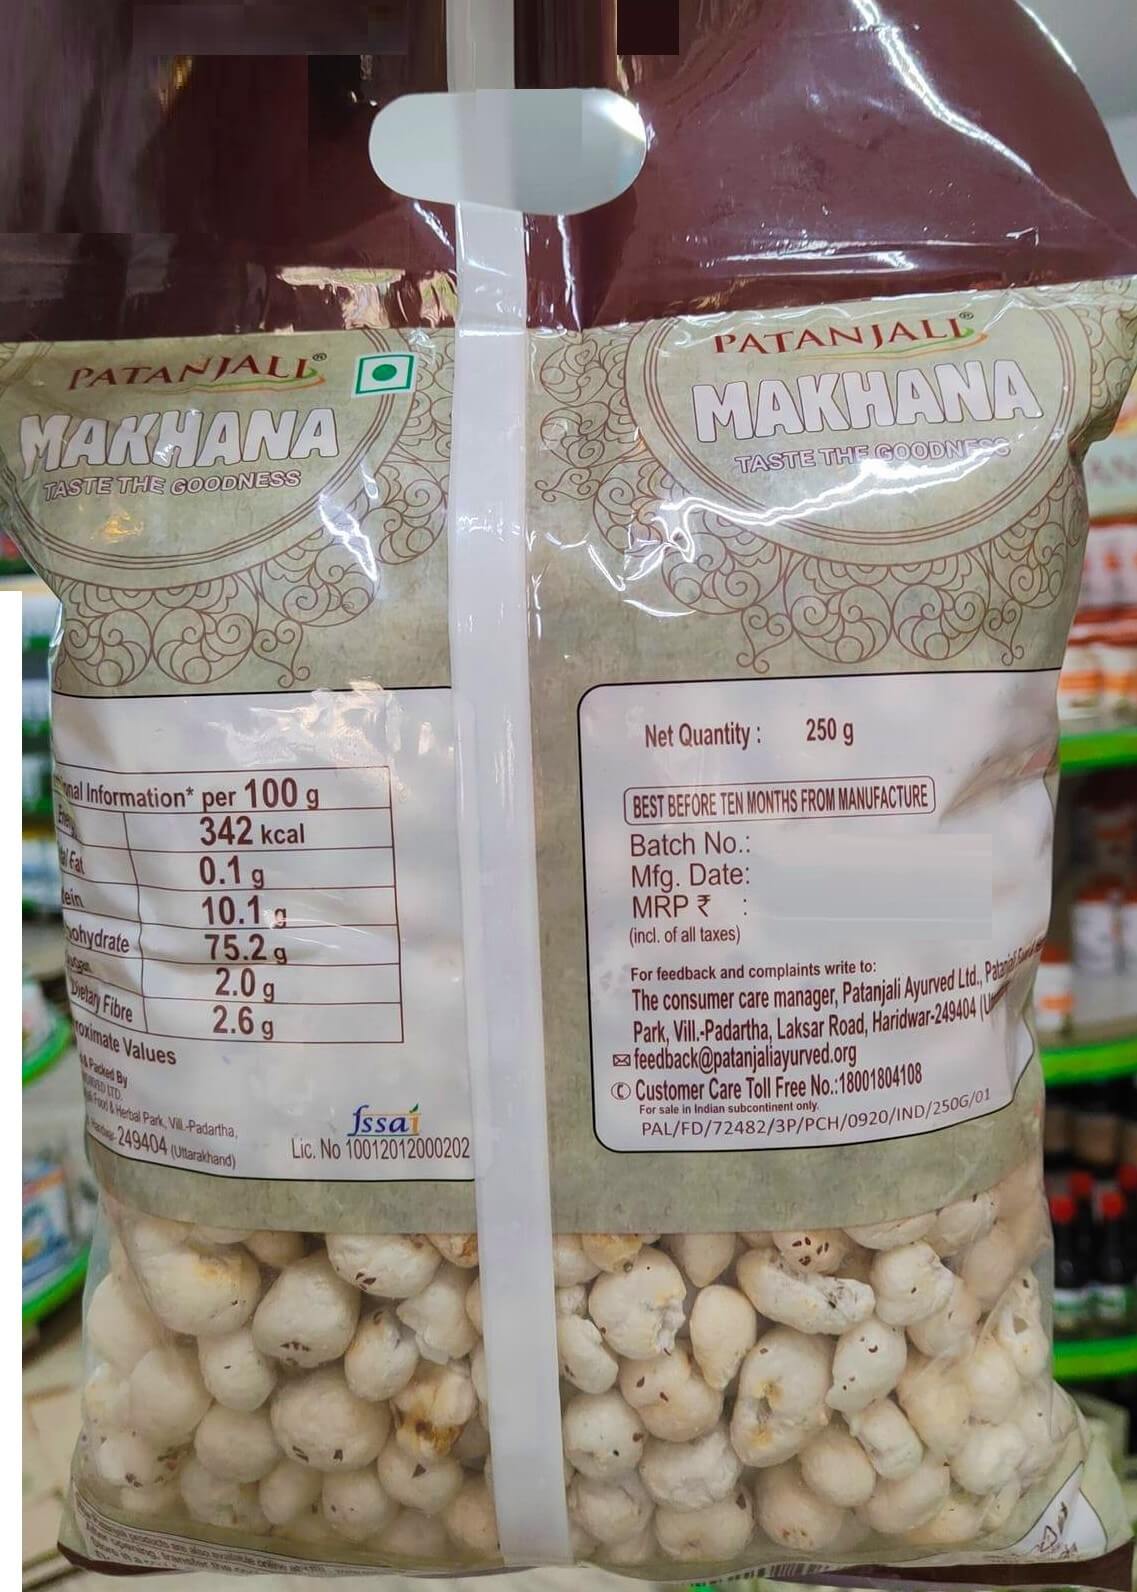 PATANJALI®
MAKHANA
TASTE THE GOODNESS
Information* per 100 g
342 kcal
Fat 0.1 g
10.1 g
75.2 g
2.0 g
Dietary Fibre 2.6 g
Values
& Packed By
LTD.
Food & Herbal Park, Vill.-Padartha,
249404 (Uttarakhand)
fssai
Lic. No 10012012000202
PATANJALI®
MAKHANA
TASTE THE GOODNESS
Net Quantity : 250 g
BEST BEFORE TEN MONTHS FROM MANUFACTURE
Batch No.:
Mfg. Date:
MRP ₹ :
(incl. of all taxes)
For feedback and complaints write to:
The consumer care manager, Patanjali Ayurved Ltd., Patanjali Food
Park, Vill.-Padartha, Laksar Road, Haridwar-249404
feedback@patanjaliayurved.org
Customer Care Toll Free No.:18001804108
For sale in Indian subcontinent only.
PAL/FD/72482/3P/PCH/0920/IND/250G/01